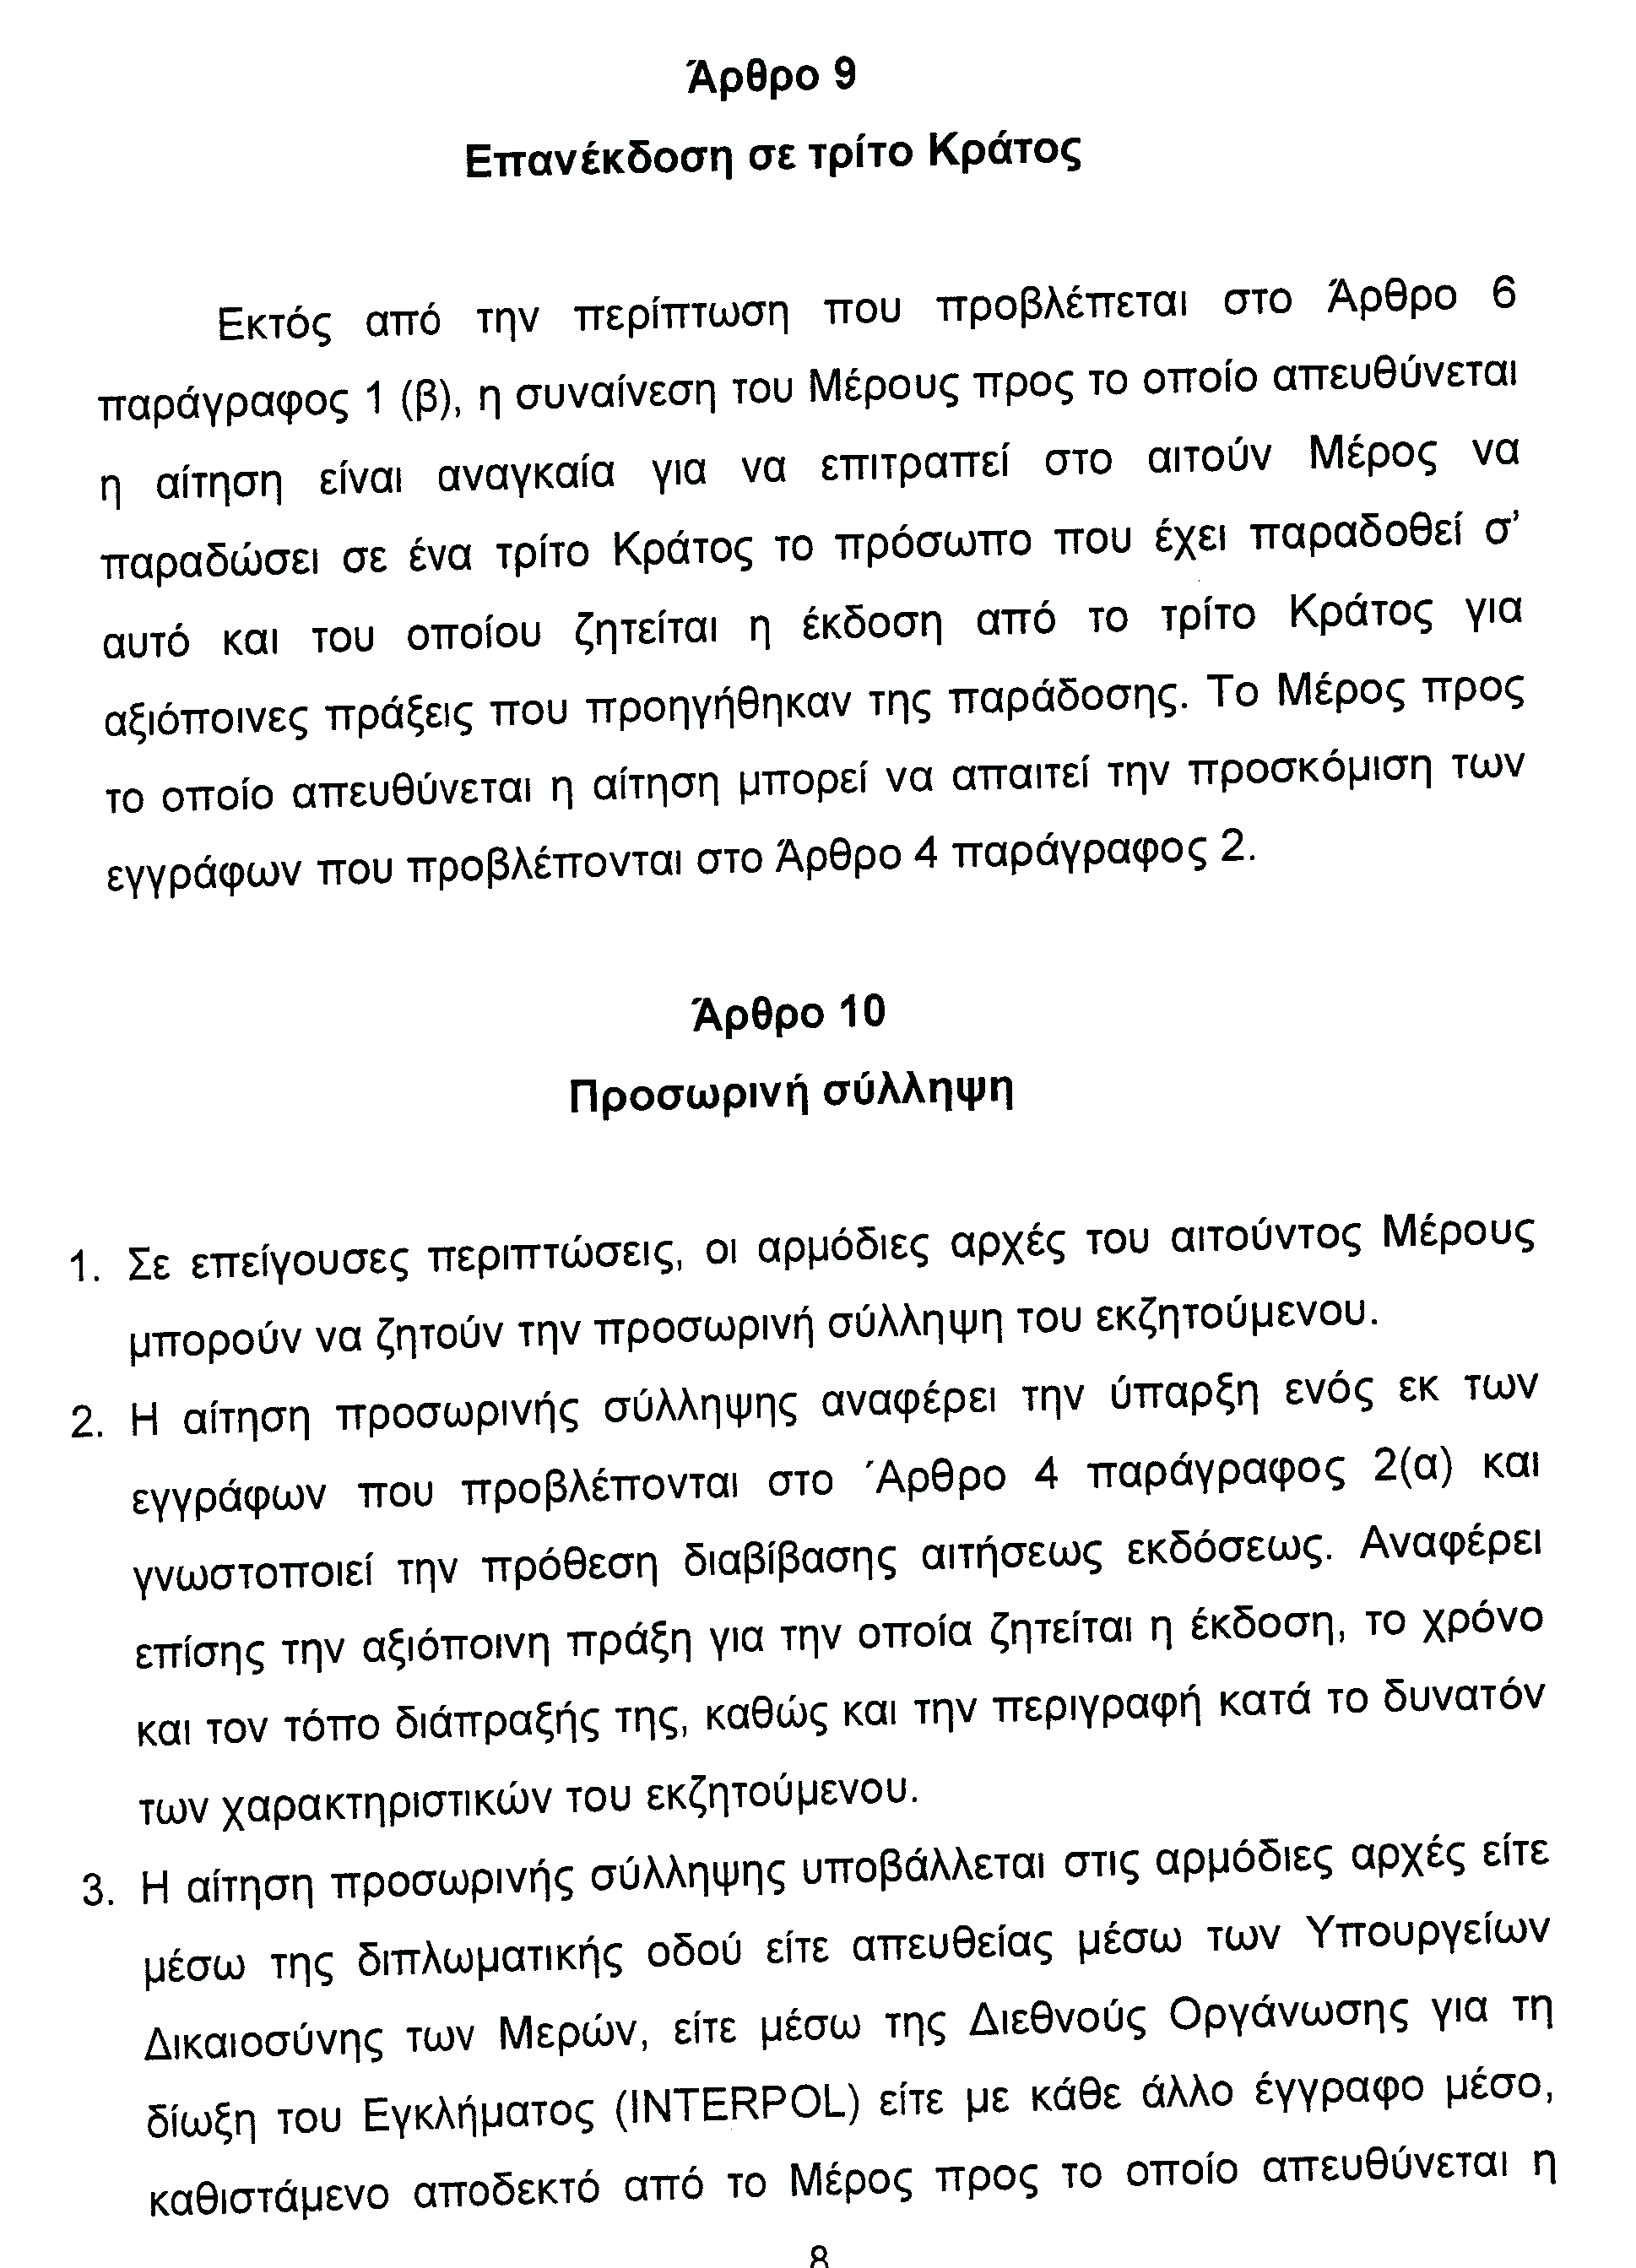 Άρθρο 9
Επανέκδοση σε τρίτο Κράτος
Εκτός από την περίπτωση που προβλέπεται στο Άρθρο 6
παράγραφος 1 (β), η συναίνεση του Μέρους προς το οποίο απευθύνεται
η αίτηση είναι αναγκαία για να επιτραπεί στο αιτούν Μέρος να
παραδώσει σε ένα τρίτο Κράτος το πρόσωπο που έχει παραδοθεί σ’
αυτό και του οποίου ζητείται η έκδοση από το τρίτο Κράτος για
αξιόποινες πράξεις που προηγήθηκαν της παράδοσης. Το Μέρος προς
το οποίο απευθύνεται η αίτηση μπορεί να απαιτεί την προσκόμιση των
εγγράφων που προβλέπονται στο Άρθρο 4 παράγραφος 2.
Άρθρο 10
Προσωρινή σύλληψη
1. Σε επείγουσες περιπτώσεις, οι αρμόδιες αρχές του αιτούντος Μέρους
μπορούν να ζητούν την προσωρινή σύλληψη του εκζητούμενου.
2. Η αίτηση προσωρινής σύλληψης αναφέρει την ύπαρξη ενός εκ των
εγγράφων που προβλέπονται στο Άρθρο 4 παράγραφος 2(α) και
γνωστοποιεί την πρόθεση διαβίβασης αιτήσεως εκδόσεως. Αναφέρει
επίσης την αξιόποινη πράξη για την οποία ζητείται η έκδοση, το χρόνο
και τον τόπο διάπραξής της, καθώς και την περιγραφή κατά το δυνατόν
των χαρακτηριστικών του εκζητούμενου.
3. Η αίτηση προσωρινής σύλληψης υποβάλλεται στις αρμόδιες αρχές είτε
μέσω της διπλωματικής οδού είτε απευθείας μέσω των Υπουργείων
Δικαιοσύνης των Μερών, είτε μέσω της Διεθνούς Οργάνωσης για τη
δίωξη του Εγκλήματος (INTERPOL) είτε με κάθε άλλο έγγραφο μέσο,
καθιστάμενο αποδεκτό από το Μέρος προς το οποίο απευθύνεται η
8